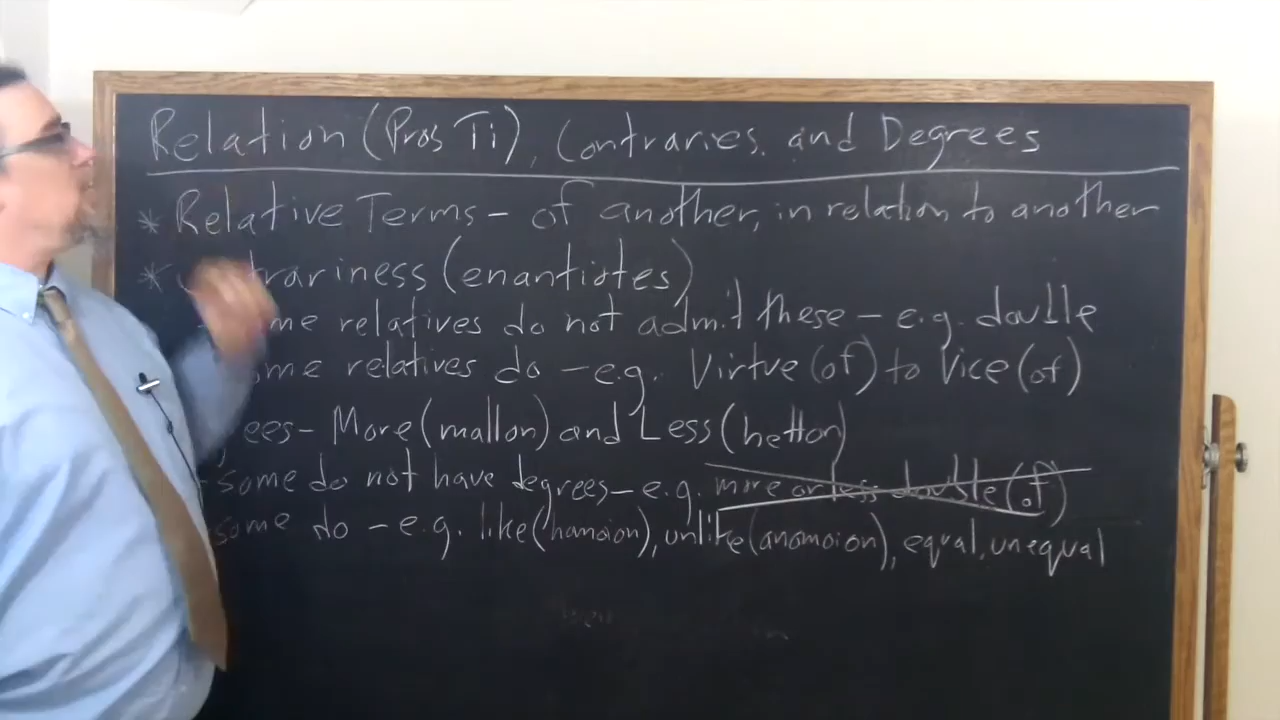 Relation (Pros Ti), Contraries, and Degrees
* Relative Terms - of another, in relation to another
* rariness (enantiotes)
me relatives do not admit these - e.g. double
me relatives do - e.g. Virtue (of) to Vice (of)
ees - More (mallon) and Less (hetton)
- some do not have degrees - e.g. more or less double (of)
some do - e.g. like (hamoion), unlike (anomoion), equal, unequal